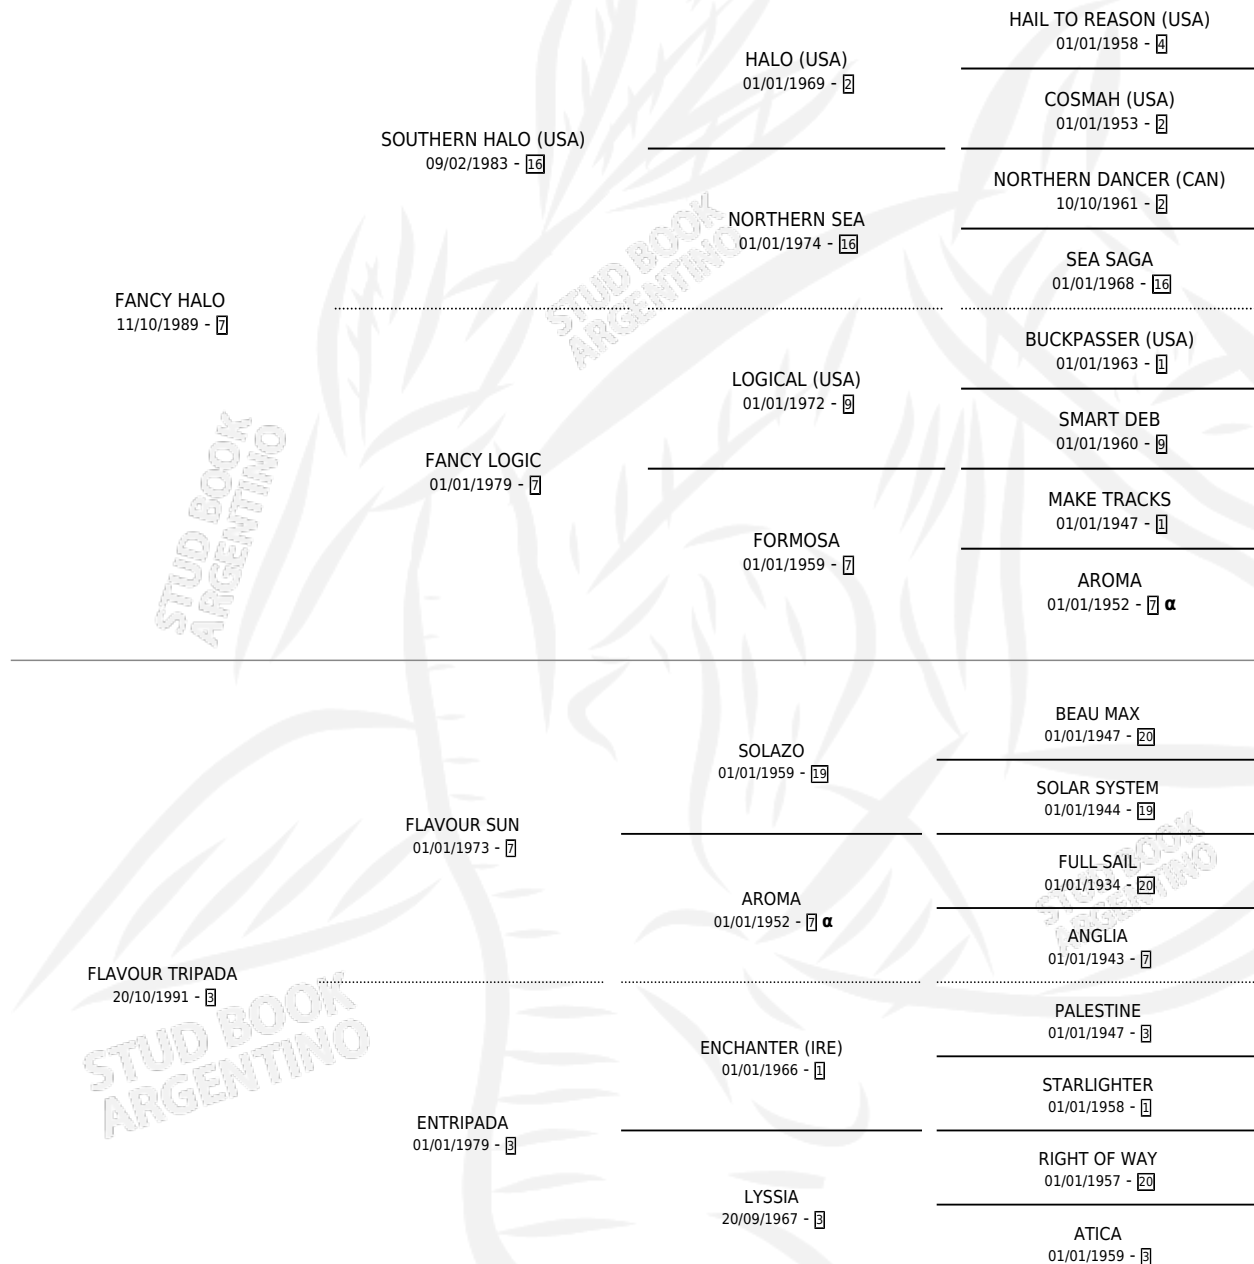 HAIL TO REASON (USA)
01/01/1958 - 4
HALO (USA)
01/01/1969 - 2
COSMAH (USA)
01/01/1953 - 2
SOUTHERN HALO (USA)
09/02/1983 - 16
NORTHERN DANCER (CAN)
10/10/1961 - 2
NORTHERN SEA
01/01/1974 - 16
SEA SAGA
01/01/1968 - 16
FANCY HALO
11/10/1989 - 7
BUCKPASSER (USA)
01/01/1963 - 1
LOGICAL (USA)
01/01/1972 - 9
SMART DEB
01/01/1960 - 9
FANCY LOGIC
01/01/1979 - 7
MAKE TRACKS
01/01/1947 - 1
FORMOSA
01/01/1959 - 7
AROMA
01/01/1952 - 7 α
BEAU MAX
01/01/1947 - 20
SOLAZO
01/01/1959 - 19
SOLAR SYSTEM
01/01/1944 - 19
FLAVOUR SUN
01/01/1973 - 7
FULL SAIL
01/01/1934 - 20
AROMA
01/01/1952 - 7 α
ANGLIA
01/01/1943 - 7
FLAVOUR TRIPADA
20/10/1991 - 3
PALESTINE
01/01/1947 - 3
ENCHANTER (IRE)
01/01/1966 - 1
STARLIGHTER
01/01/1958 - 1
ENTRIPADA
01/01/1979 - 3
RIGHT OF WAY
01/01/1957 - 20
LYSSIA
20/09/1967 - 3
ATICA
01/01/1959 - 3
STUD BOOK
ARGENTINO
STUD BOOK
ARGENTINO
STUD BOOK
ARGENTINO
STUD BOOK
ARGENTINO